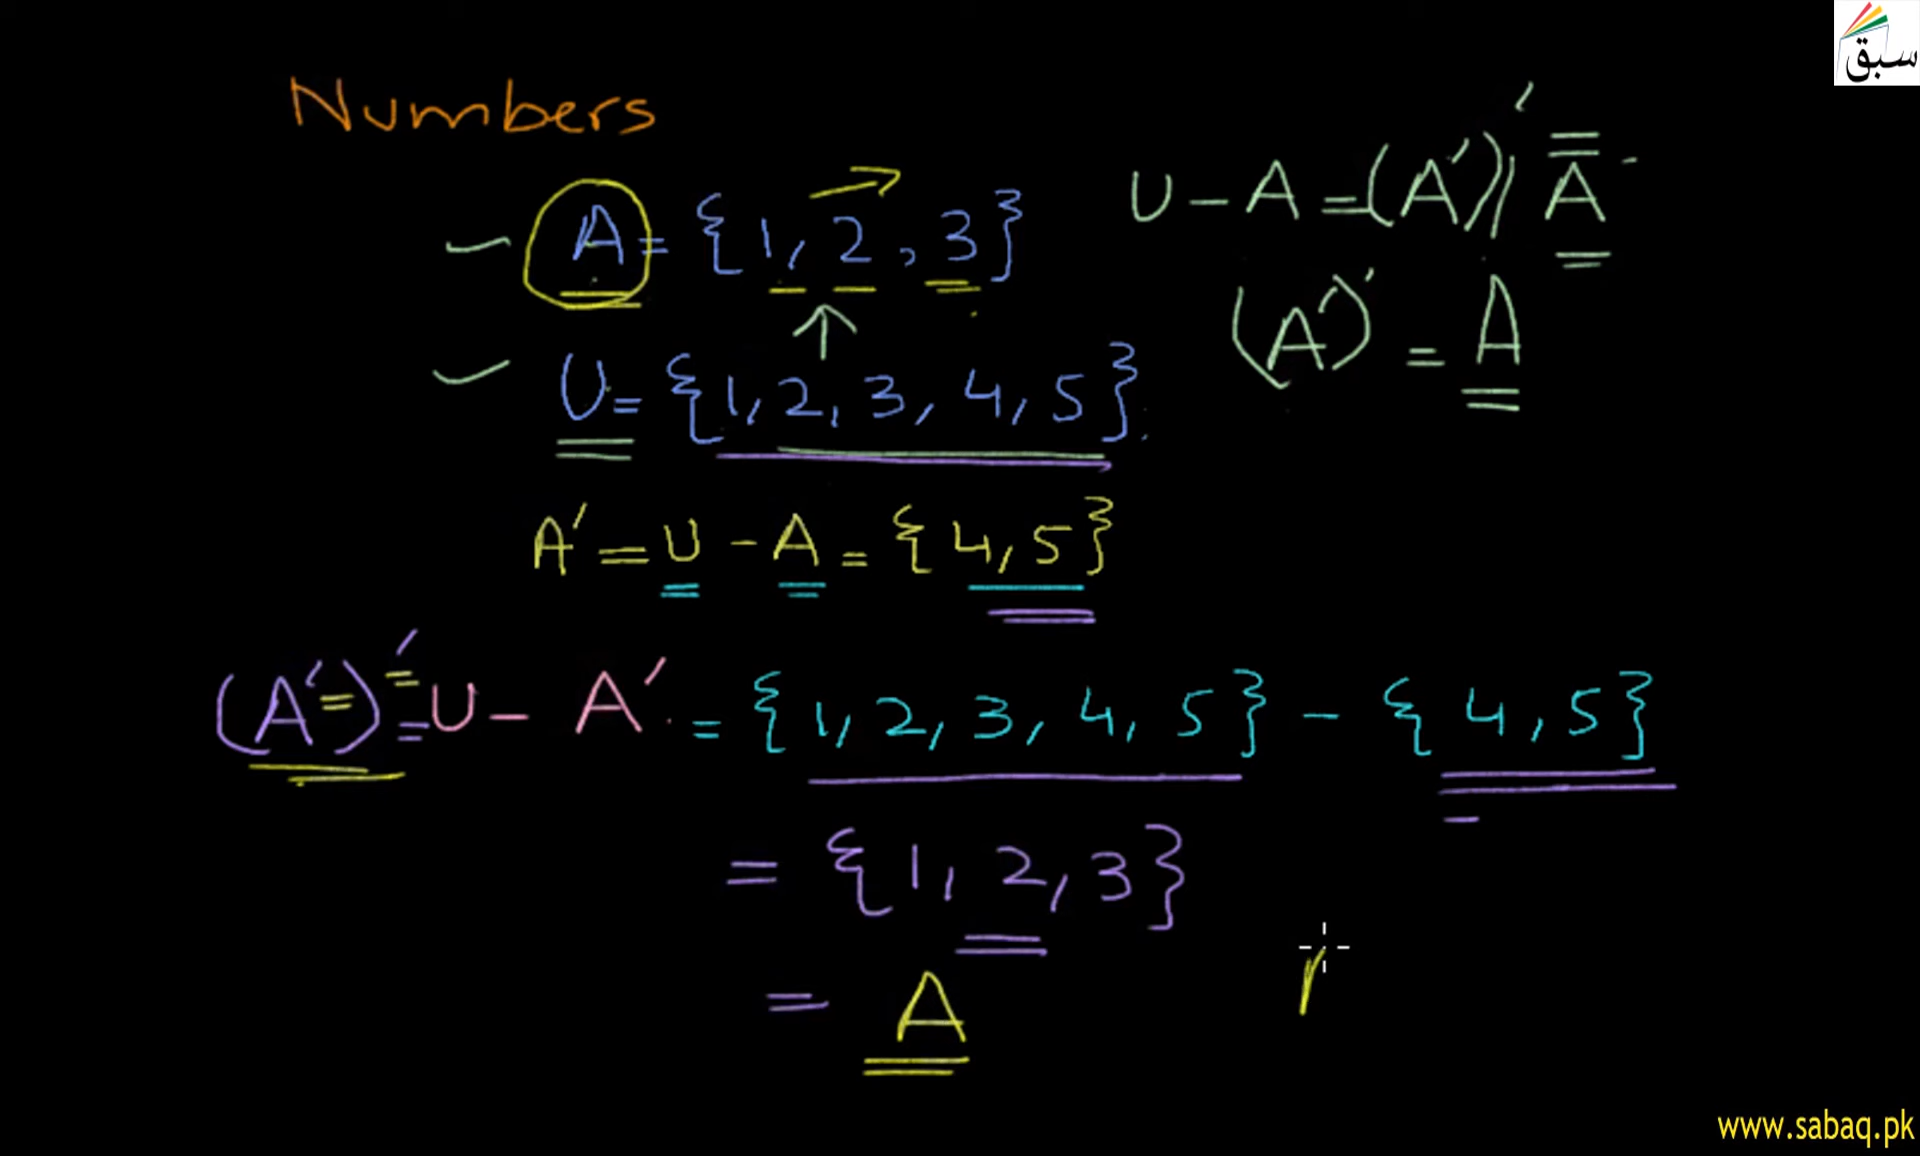 سبق
Numbers
A = {1, 2, 3}
U - A = (A')' A
(A')' = A
U = {1, 2, 3, 4, 5}
A' = U - A = {4, 5}
(A')' = U - A' = {1, 2, 3, 4, 5} - {4, 5}
= {1, 2, 3}
= A
www.sabaq.pk